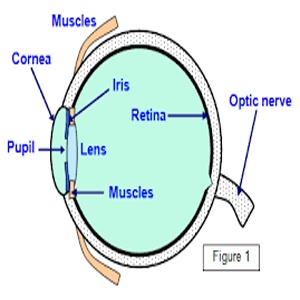 Muscles
Cornea
Iris
Retina
Optic nerve
Pupil
Lens
Muscles
Figure 1